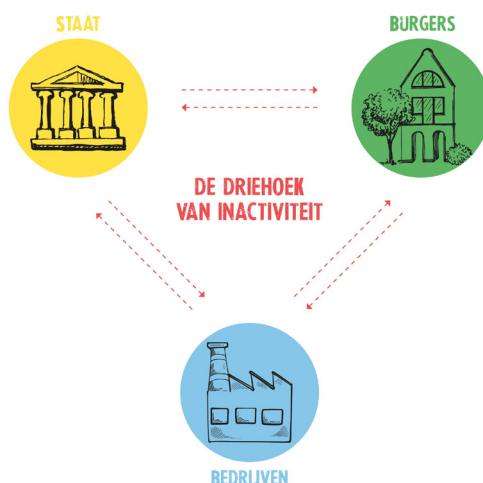 STAAT
BURGERS
DE DRIEHOEK
VAN INACTIVITEIT
BEDRIJVEN